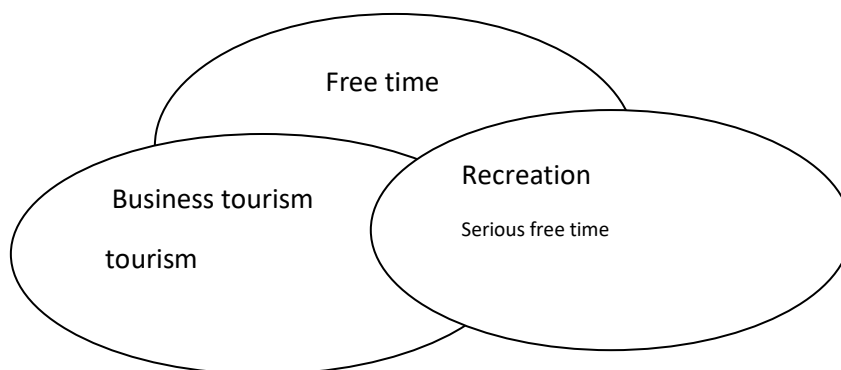 Free time
Business tourism
tourism
Recreation
Serious free time